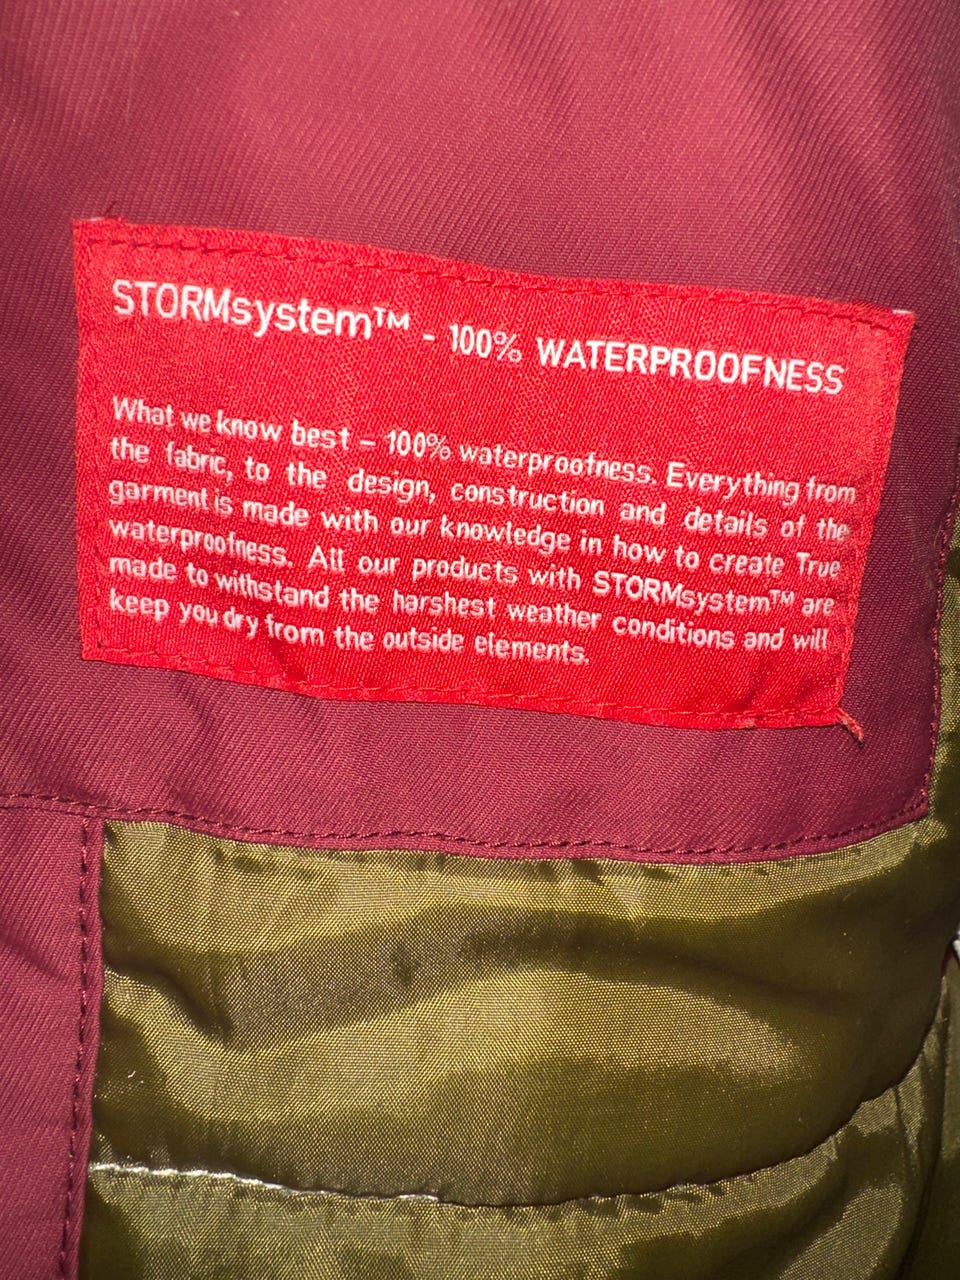 STORMsystem™ - 100% WATERPROOFNESS
What we know best – 100% waterproofness. Everything from
the fabric, to the design, construction and details of the
garment is made with our knowledge in how to create True
waterproofness. All our products with STORMsystem™ are
made to withstand the harshest weather conditions and will
keep you dry from the outside elements.